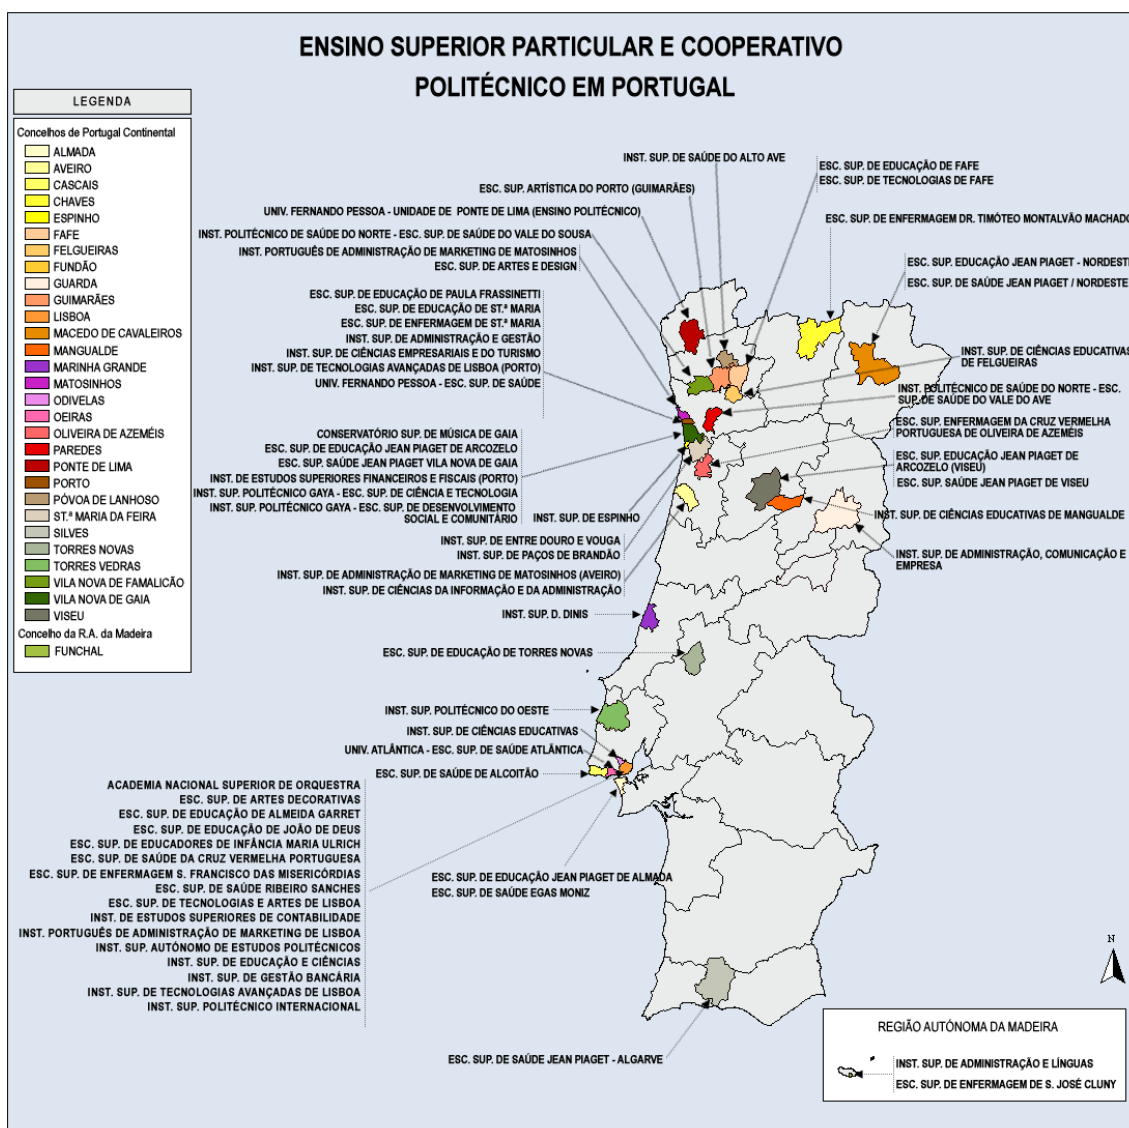 ENSINO SUPERIOR PARTICULAR E COOPERATIVO
POLITÉCNICO EM PORTUGAL
LEGENDA
Concelhos de Portugal Continental
ALMADA
AVEIRO
CASCAIS
CHAVES
ESPINHO
FAFE
FELGUEIRAS
FUNDÃO
GUARDA
GUIMARÃES
LISBOA
MACEDO DE CAVALEIROS
MANGUALDE
MARINHA GRANDE
MATOSINHOS
ODIVELAS
OEIRAS
OLIVEIRA DE AZEMÉIS
PAREDES
PONTE DE LIMA
PORTO
PÓVOA DE LANHOSO
ST.ª MARIA DA FEIRA
SILVES
TORRES NOVAS
TORRES VEDRAS
VILA NOVA DE FAMALICÃO
VILA NOVA DE GAIA
VISEU
Concelho da R.A. da Madeira
FUNCHAL
INST. SUP. DE SAÚDE DO ALTO AVE
ESC. SUP. ARTÍSTICA DO PORTO (GUIMARÃES)
UNIV. FERNANDO PESSOA - UNIDADE DE PONTE DE LIMA (ENSINO POLITÉCNICO)
INST. POLITÉCNICO DE SAÚDE DO NORTE - ESC. SUP. DE SAÚDE DO VALE DO SOUSA
INST. PORTUGUÊS DE ADMINISTRAÇÃO DE MARKETING DE MATOSINHOS
ESC. SUP. DE ARTES E DESIGN
ESC. SUP. DE EDUCAÇÃO DE PAULA FRASSINETTI
ESC. SUP. DE EDUCAÇÃO DE ST.ª MARIA
ESC. SUP. DE ENFERMAGEM DE ST.ª MARIA
INST. SUP. DE ADMINISTRAÇÃO E GESTÃO
INST. SUP. DE CIÊNCIAS EMPRESARIAIS E DO TURISMO
INST. SUP. DE TECNOLOGIAS AVANÇADAS DE LISBOA (PORTO)
UNIV. FERNANDO PESSOA - ESC. SUP. DE SAÚDE
CONSERVATÓRIO SUP. DE MÚSICA DE GAIA
ESC. SUP. DE EDUCAÇÃO JEAN PIAGET DE ARCOZELO
ESC. SUP. SAÚDE JEAN PIAGET VILA NOVA DE GAIA
INST. DE ESTUDOS SUPERIORES FINANCEIROS E FISCAIS (PORTO)
INST. SUP. POLITÉCNICO GAYA - ESC. SUP. DE CIÊNCIA E TECNOLOGIA
INST. SUP. POLITÉCNICO GAYA - ESC. SUP. DE DESENVOLVIMENTO
SOCIAL E COMUNITÁRIO
INST. SUP. DE ESPINHO
INST. SUP. DE ENTRE DOURO E VOUGA
INST. SUP. DE PAÇOS DE BRANDÃO
INST. SUP. DE ADMINISTRAÇÃO DE MARKETING DE MATOSINHOS (AVEIRO)
INST. SUP. DE CIÊNCIAS DA INFORMAÇÃO E DA ADMINISTRAÇÃO
INST. SUP. D. DINIS
ESC. SUP. DE EDUCAÇÃO DE TORRES NOVAS
INST. SUP. POLITÉCNICO DO OESTE
INST. SUP. DE CIÊNCIAS EDUCATIVAS
UNIV. ATLÂNTICA - ESC. SUP. DE SAÚDE ATLÂNTICA
ESC. SUP. DE SAÚDE DE ALCOITÃO
ACADEMIA NACIONAL SUPERIOR DE ORQUESTRA
ESC. SUP. DE ARTES DECORATIVAS
ESC. SUP. DE EDUCAÇÃO DE ALMEIDA GARRET
ESC. SUP. DE EDUCAÇÃO DE JOÃO DE DEUS
ESC. SUP. DE EDUCADORES DE INFÂNCIA MARIA ULRICH
ESC. SUP. DE SAÚDE DA CRUZ VERMELHA PORTUGUESA
ESC. SUP. DE ENFERMAGEM S. FRANCISCO DAS MISERICÓRDIAS
ESC. SUP. DE SAÚDE RIBEIRO SANCHES
ESC. SUP. DE TECNOLOGIAS E ARTES DE LISBOA
INST. DE ESTUDOS SUPERIORES DE CONTABILIDADE
INST. PORTUGUÊS DE ADMINISTRAÇÃO DE MARKETING DE LISBOA
INST. SUP. AUTÓNOMO DE ESTUDOS POLITÉCNICOS
INST. SUP. DE EDUCAÇÃO E CIÊNCIAS
INST. SUP. DE GESTÃO BANCÁRIA
INST. SUP. DE TECNOLOGIAS AVANÇADAS DE LISBOA
INST. SUP. POLITÉCNICO INTERNACIONAL
ESC. SUP. DE EDUCAÇÃO JEAN PIAGET DE ALMADA
ESC. SUP. DE SAÚDE EGAS MONIZ
ESC. SUP. DE SAÚDE JEAN PIAGET - ALGARVE
ESC. SUP. DE EDUCAÇÃO DE FAFE
ESC. SUP. DE TECNOLOGIAS DE FAFE
ESC. SUP. DE ENFERMAGEM DR. TIMÓTEO MONTALVÃO MACHADO
ESC. SUP. EDUCAÇÃO JEAN PIAGET - NORDESTE
ESC. SUP. DE SAÚDE JEAN PIAGET / NORDESTE
INST. SUP. DE CIÊNCIAS EDUCATIVAS
DE FELGUEIRAS
INST. POLITÉCNICO DE SAÚDE DO NORTE - ESC.
SUP. DE SAÚDE DO VALE DO AVE
ESC. SUP. ENFERMAGEM DA CRUZ VERMELHA
PORTUGUESA DE OLIVEIRA DE AZEMÉIS
ESC. SUP. EDUCAÇÃO JEAN PIAGET DE
ARCOZELO (VISEU)
ESC. SUP. SAÚDE JEAN PIAGET DE VISEU
INST. SUP. DE CIÊNCIAS EDUCATIVAS DE MANGUALDE
INST. SUP. DE ADMINISTRAÇÃO, COMUNICAÇÃO E
EMPRESA
N
REGIÃO AUTÓNOMA DA MADEIRA
INST. SUP. DE ADMINISTRAÇÃO E LÍNGUAS
ESC. SUP. DE ENFERMAGEM DE S. JOSÉ CLUNY